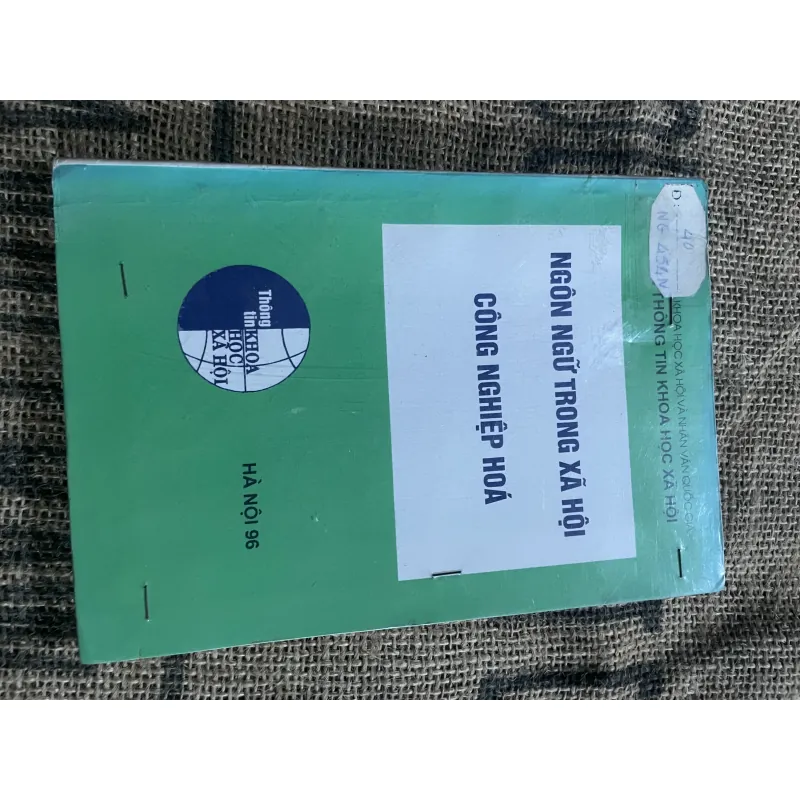 KHOA HỌC XÃ HỘI VÀ NHÂN VĂN QUỐC GIA
THÔNG TIN KHOA HỌC XÃ HỘI
D:
40
NGÔN NGỮ TRONG XÃ HỘI
CÔNG NGHIỆP HOÁ
Thông
tin
KHOA
HỌC
XÃ HỘI
HÀ NỘI 96